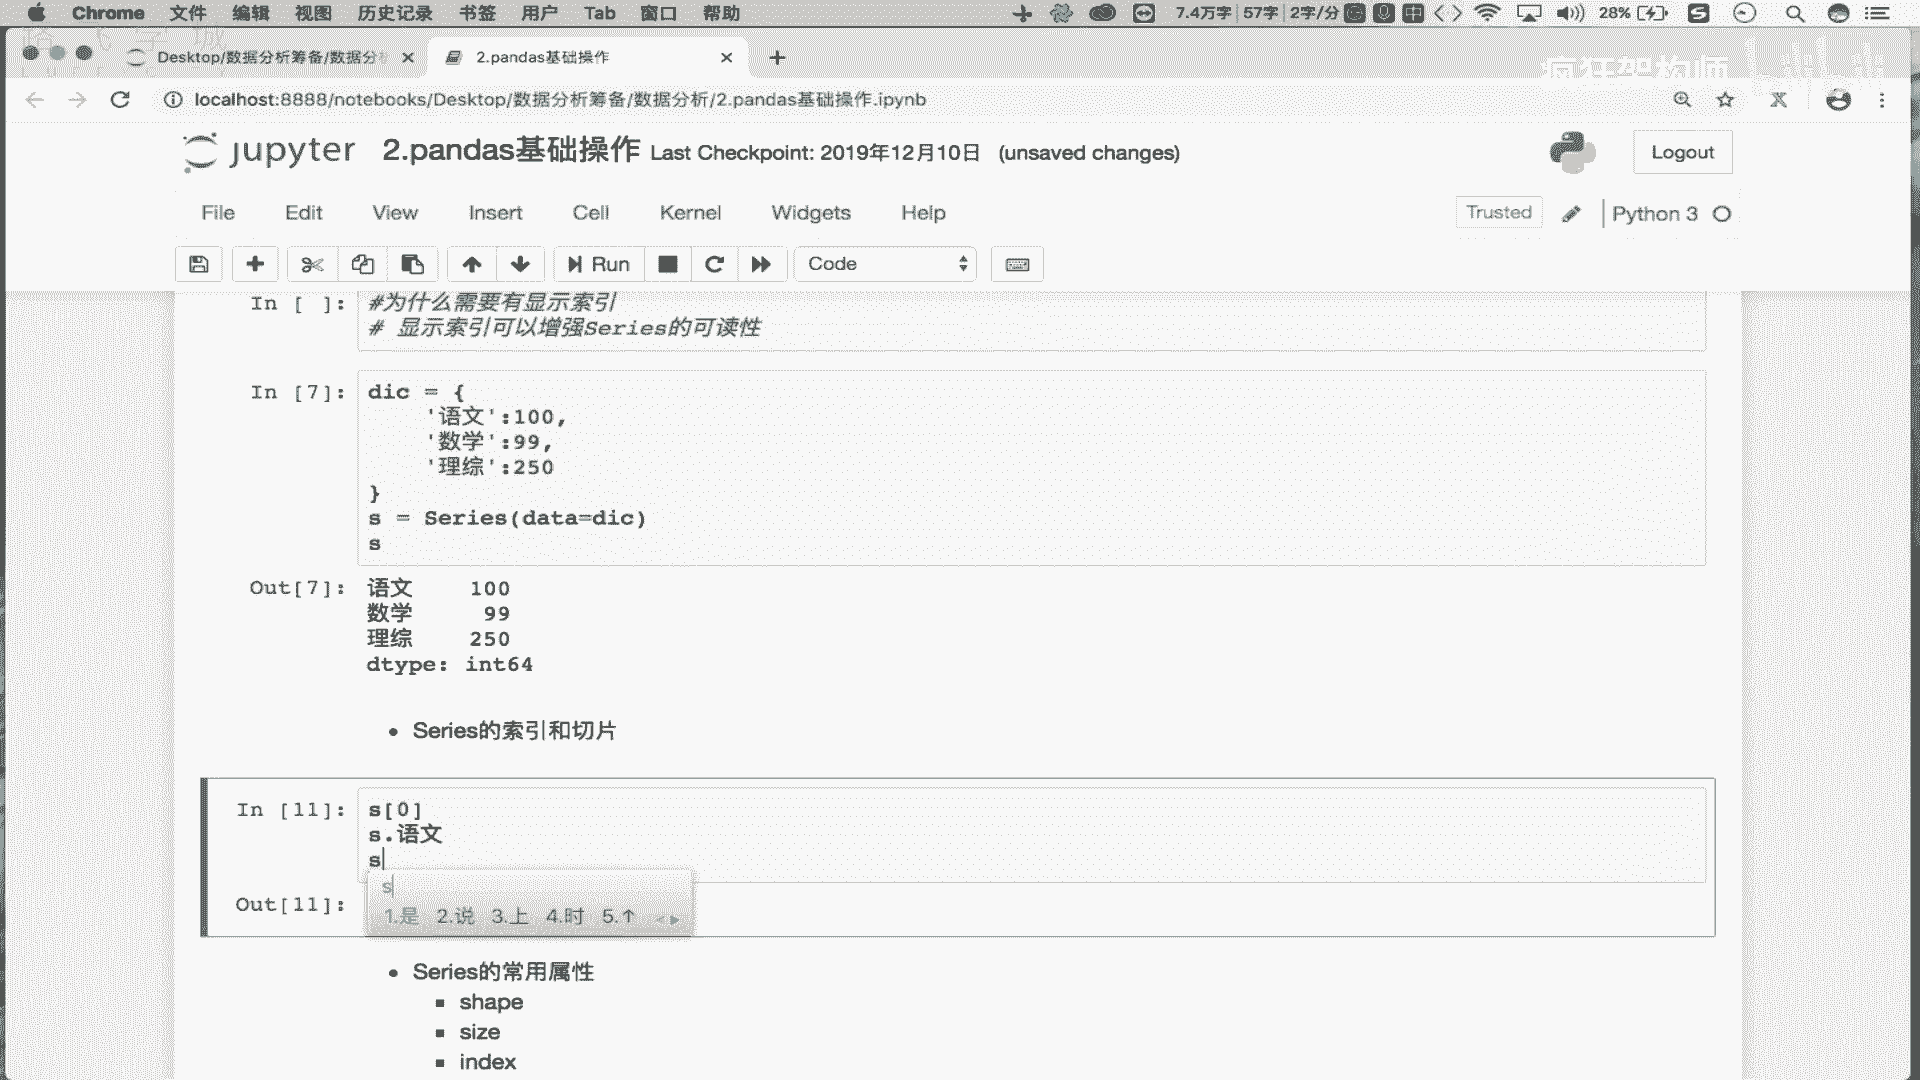 Chrome 文件 编辑 视图 历史记录 书签 用户 Tab 窗口 帮助 7.4万字 57字 2字/分 中 28%
Desktop/数据分析筹备/数据分析
2.pandas基础操作
疯狂架构师
localhost:8888/notebooks/Desktop/数据分析筹备/数据分析/2.pandas基础操作.ipynb
jupyter 2.pandas基础操作 Last Checkpoint: 2019年12月10日 (unsaved changes)
Logout
File Edit View Insert Cell Kernel Widgets Help
Trusted Python 3
Run Code
In [ ]: #为什么需要有显示索引
# 显示索引可以增强Series的可读性
In [7]: dic = {
'语文':100,
'数学':99,
'理综':250
}
s = Series(data=dic)
s
Out[7]: 语文 100
数学 99
理综 250
dtype: int64
• Series的索引和切片
In [11]: s[0]
s.语文
s
s
1.是 2.说 3.上 4.时 5.↑
Out[11]:
• Series的常用属性
▪ shape
▪ size
▪ index